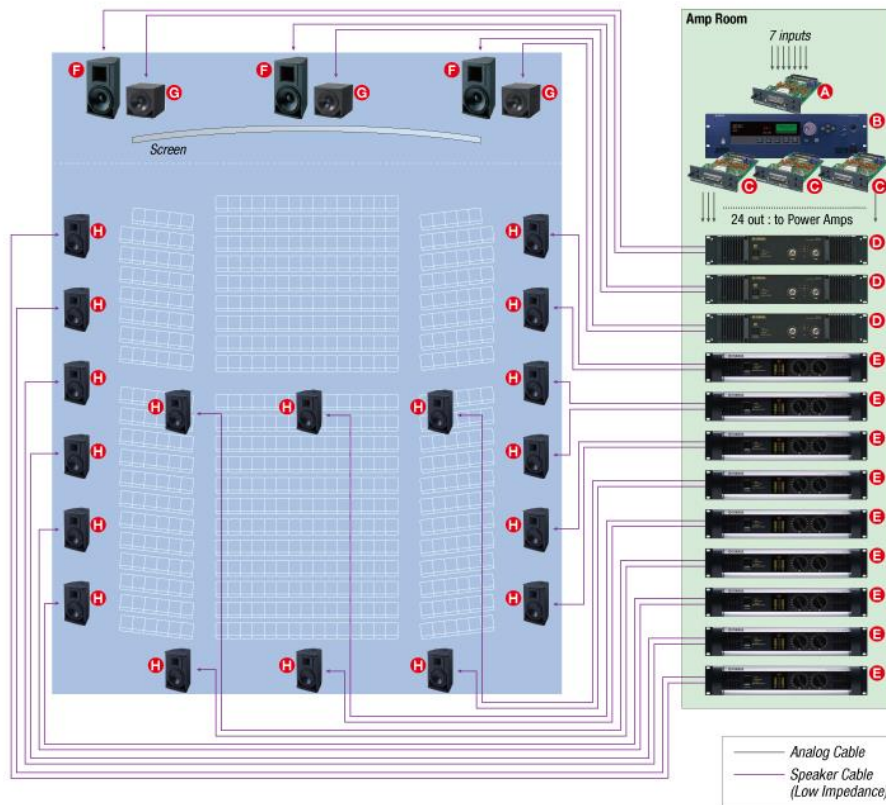 Amp Room
7 inputs
A
B
C C C
24 out : to Power Amps
F G F G F G
Screen
D
D
D
E
E
E
E
E
E
E
E
E
H H
H H
H H
H H H
H H
H H
H H
H H H
Analog Cable
Speaker Cable
(Low Impedance)